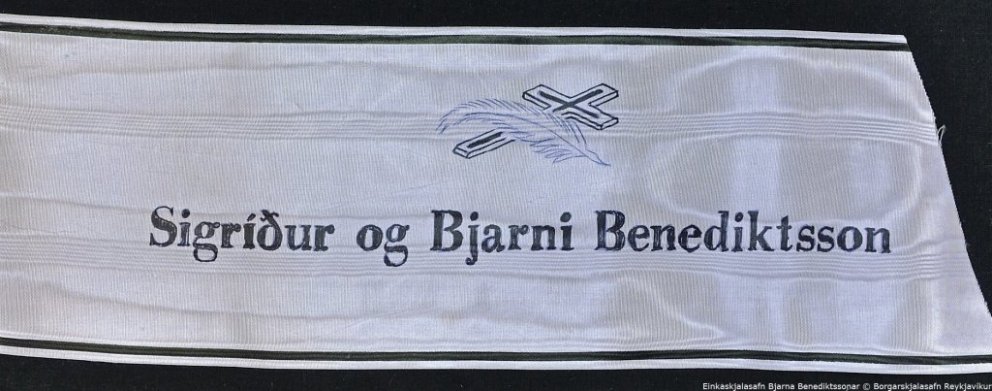 Sigríður og Bjarni Benediktsson
Einkaskjalasafn Bjarna Benediktssonar © Borgarskjalasafn Reykjavíkur